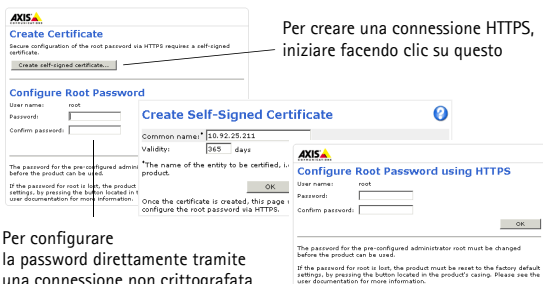 AXIS
COMMUNICATIONS
Create Certificate
Secure configuration of the root password via HTTPS requires a self-signed
certificate.
Create self-signed certificate...
Configure Root Password
User name: root
Password:
Confirm password:
The password for the pre-configured admini
before the product can be used.
If the password for root is lost, the product
settings, by pressing the button located in t
user documentation for more information.
Per creare una connessione HTTPS,
iniziare facendo clic su questo
Create Self-Signed Certificate
Common name:* 10.92.25.211
Validity: 365 days
*The name of the entity to be certified, i.e
product.
OK
Once the certificate is created, this page
configure the root password via HTTPS.
AXIS
COMMUNICATIONS
Configure Root Password using HTTPS
User name: root
Password:
Confirm password:
OK
The password for the pre-configured administrator root must be changed
before the product can be used.
If the password for root is lost, the product must be reset to the factory default
settings, by pressing the button located in the product's casing. Please see the
user documentation for more information.
Per configurare
la password direttamente tramite
una connessione non crittografata